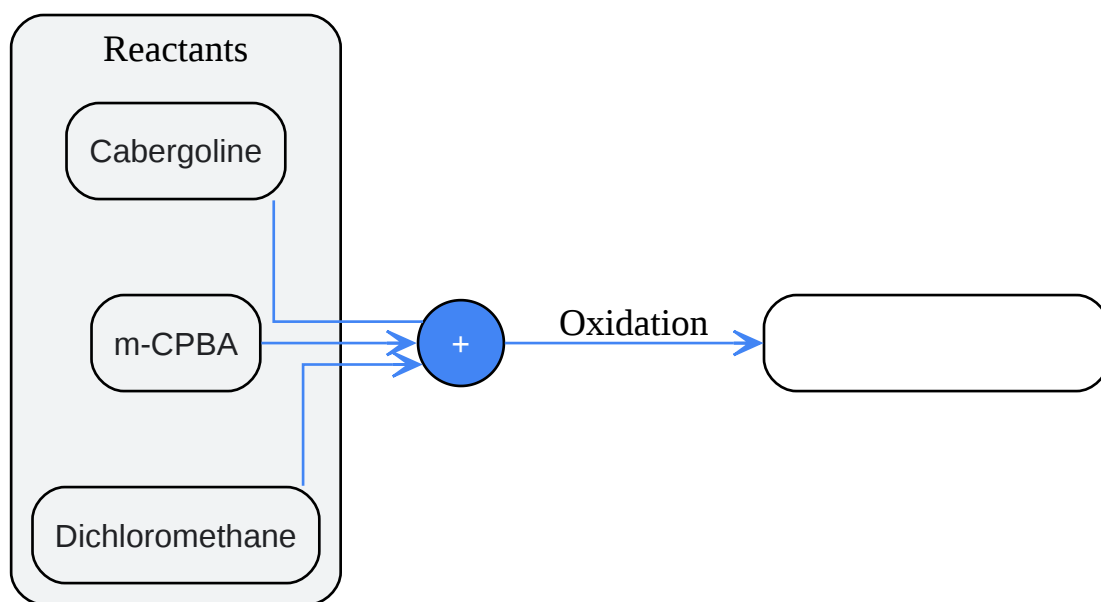 Reactants
Cabergoline
m-CPBA
+
Oxidation
Dichloromethane